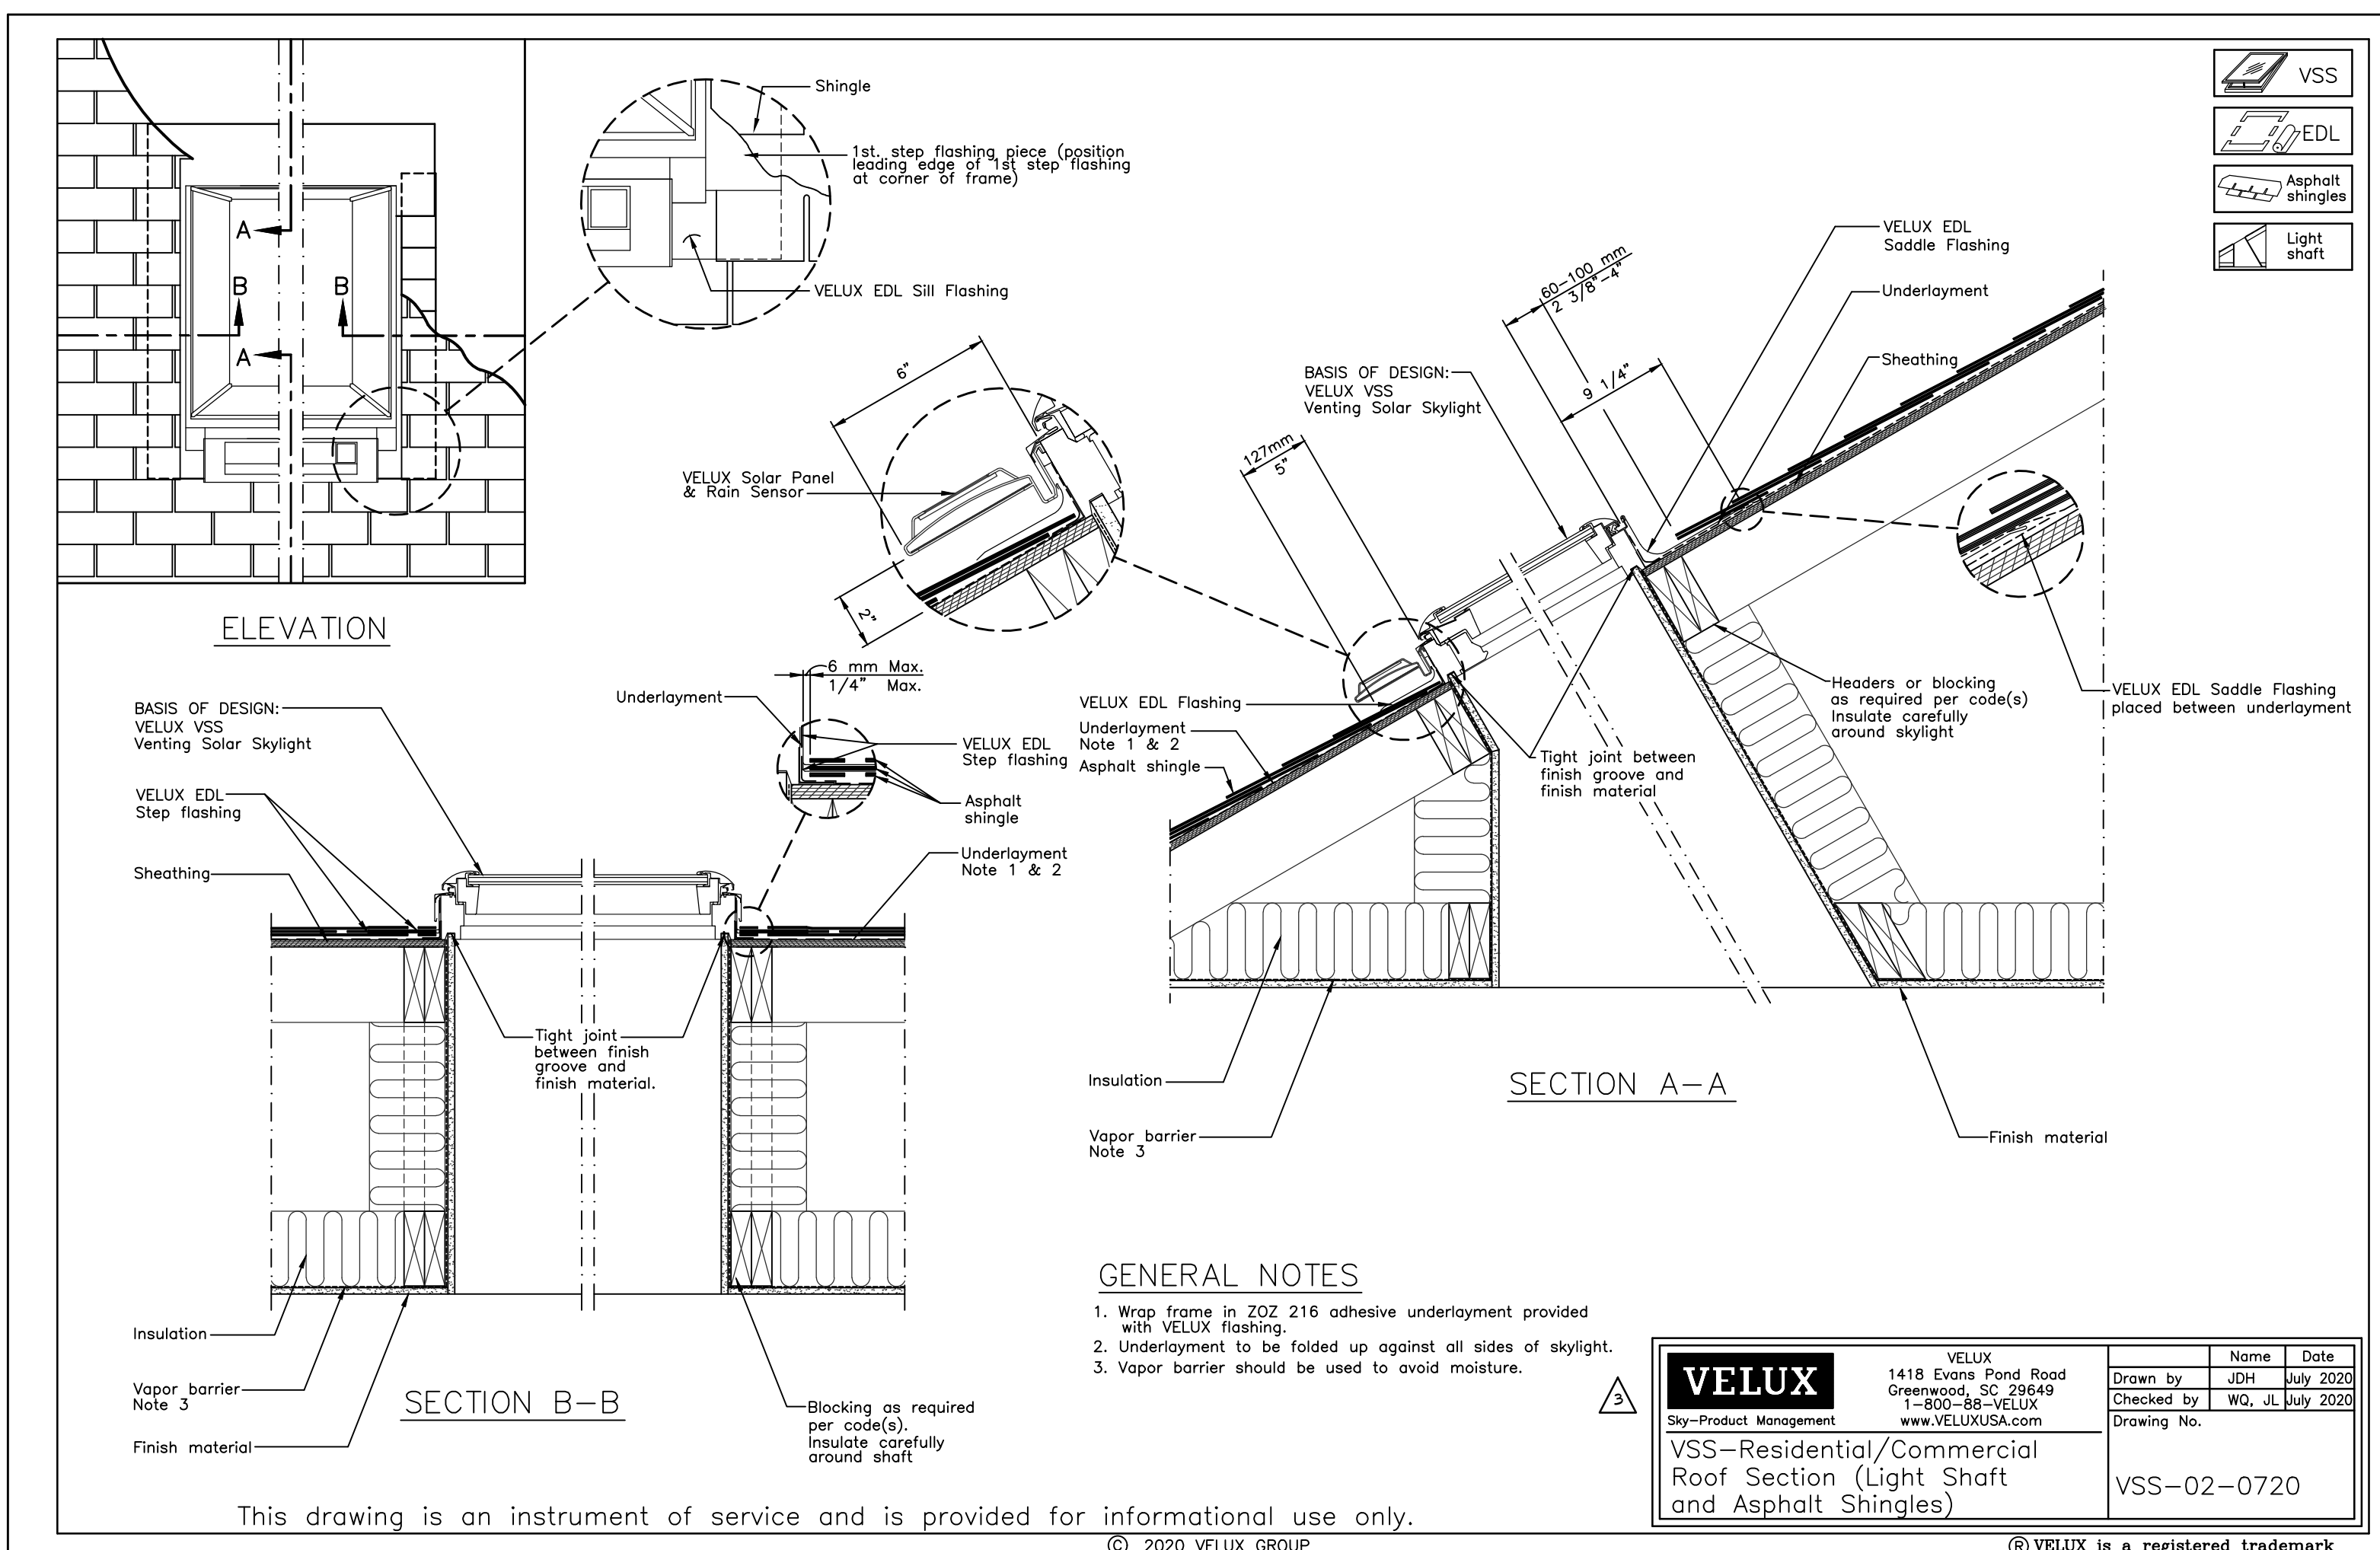 VSS
EDL
Asphalt
shingles
Light
shaft
A
B
B
A
ELEVATION
Shingle
1st. step flashing piece (position
leading edge of 1st step flashing
at corner of frame)
VELUX EDL Sill Flashing
6"
VELUX Solar Panel
& Rain Sensor
2"
60-100 mm
2 3/8"-4"
9 1/4"
127mm
5"
VELUX EDL
Saddle Flashing
Underlayment
Sheathing
BASIS OF DESIGN:
VELUX VSS
Venting Solar Skylight
VELUX EDL Flashing
Underlayment
Note 1 & 2
Asphalt shingle
Headers or blocking
as required per code(s)
Insulate carefully
around skylight
VELUX EDL Saddle Flashing
placed between underlayment
Tight joint between
finish groove and
finish material
Insulation
Vapor barrier
Note 3
Finish material
SECTION A-A
6 mm Max.
1/4" Max.
Underlayment
VELUX EDL
Step flashing
Asphalt
shingle
BASIS OF DESIGN:
VELUX VSS
Venting Solar Skylight
VELUX EDL
Step flashing
Sheathing
Underlayment
Note 1 & 2
Tight joint
between finish
groove and
finish material.
Insulation
Vapor barrier
Note 3
Finish material
SECTION B-B
Blocking as required
per code(s).
Insulate carefully
around shaft
GENERAL NOTES
1. Wrap frame in ZOZ 216 adhesive underlayment provided
with VELUX flashing.
2. Underlayment to be folded up against all sides of skylight.
3. Vapor barrier should be used to avoid moisture.
3
VELUX
Sky-Product Management
VELUX
1418 Evans Pond Road
Greenwood, SC 29649
1-800-88-VELUX
www.VELUXUSA.com
Name Date
Drawn by JDH July 2020
Checked by WQ, JL July 2020
Drawing No.
VSS-02-0720
VSS-Residential/Commercial
Roof Section (Light Shaft
and Asphalt Shingles)
This drawing is an instrument of service and is provided for informational use only.
© 2020 VELUX GROUP
® VELUX is a registered trademark